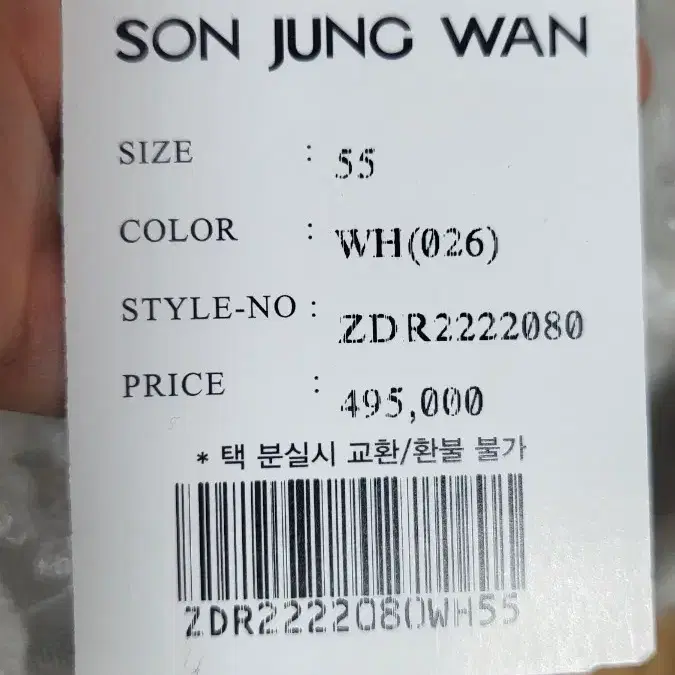 SON JUNG WAN
SIZE : 55
COLOR : WH(026)
STYLE-NO : ZDR2222080
PRICE : 495,000
* 택 분실시 교환/환불 불가
ZDR2222080WH55